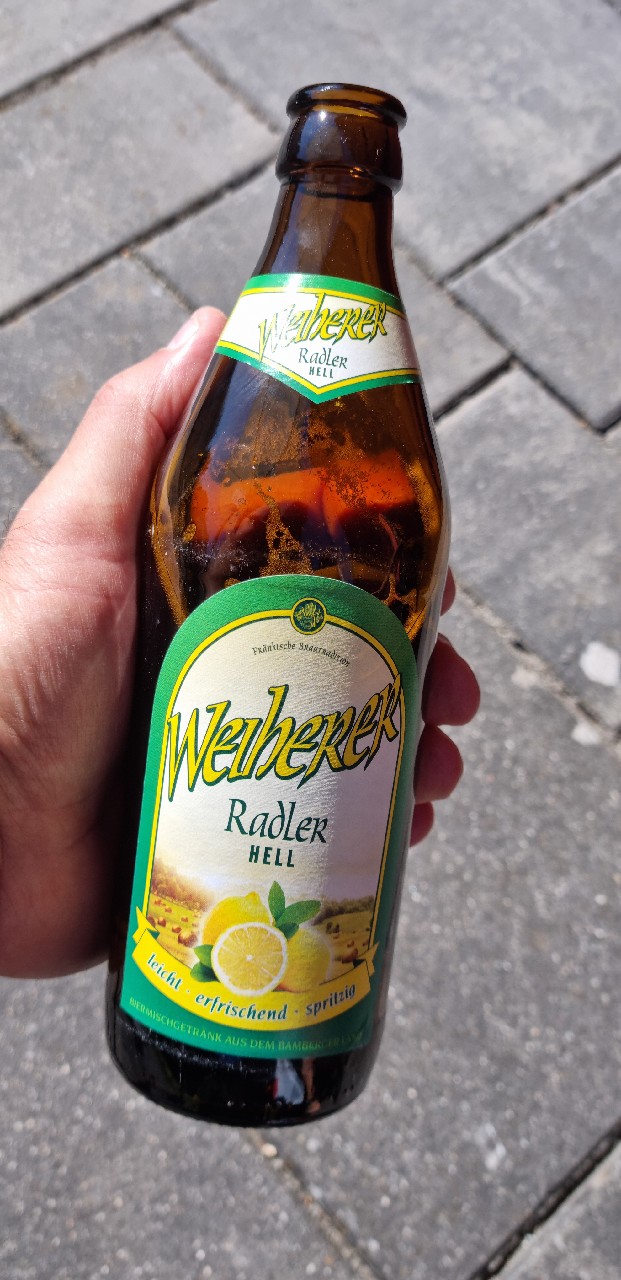 Weiherer
Radler
HELL
Fränkische Brautradition
Weiherer
Radler
HELL
leicht · erfrischend · spritzig
BIERMISCHGETRÄNK AUS DEM BAMBERGER